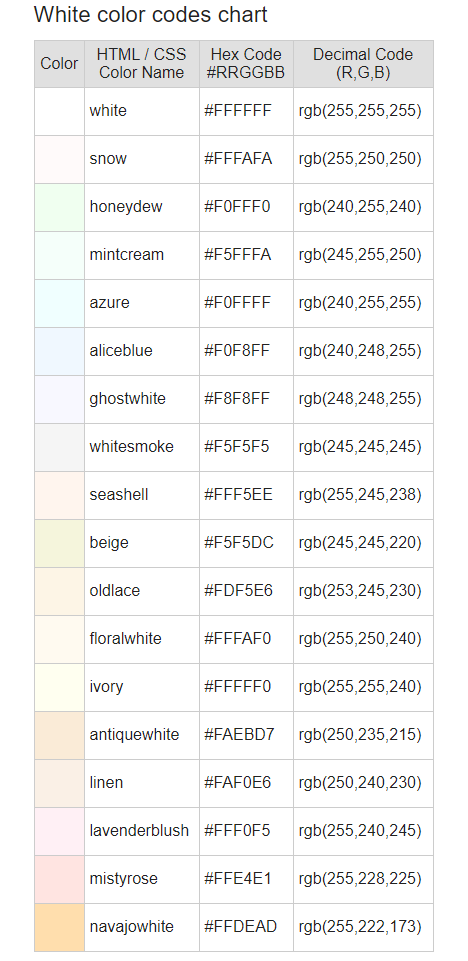 White color codes chart
Color HTML / CSS Color Name Hex Code #RRGGBB Decimal Code (R,G,B)
white #FFFFFF rgb(255,255,255)
snow #FFFAFA rgb(255,250,250)
honeydew #F0FFF0 rgb(240,255,240)
mintcream #F5FFFA rgb(245,255,250)
azure #F0FFFF rgb(240,255,255)
aliceblue #F0F8FF rgb(240,248,255)
ghostwhite #F8F8FF rgb(248,248,255)
whitesmoke #F5F5F5 rgb(245,245,245)
seashell #FFF5EE rgb(255,245,238)
beige #F5F5DC rgb(245,245,220)
oldlace #FDF5E6 rgb(253,245,230)
floralwhite #FFFAF0 rgb(255,250,240)
ivory #FFFFF0 rgb(255,255,240)
antiquewhite #FAEBD7 rgb(250,235,215)
linen #FAF0E6 rgb(250,240,230)
lavenderblush #FFF0F5 rgb(255,240,245)
mistyrose #FFE4E1 rgb(255,228,225)
navajowhite #FFDEAD rgb(255,222,173)